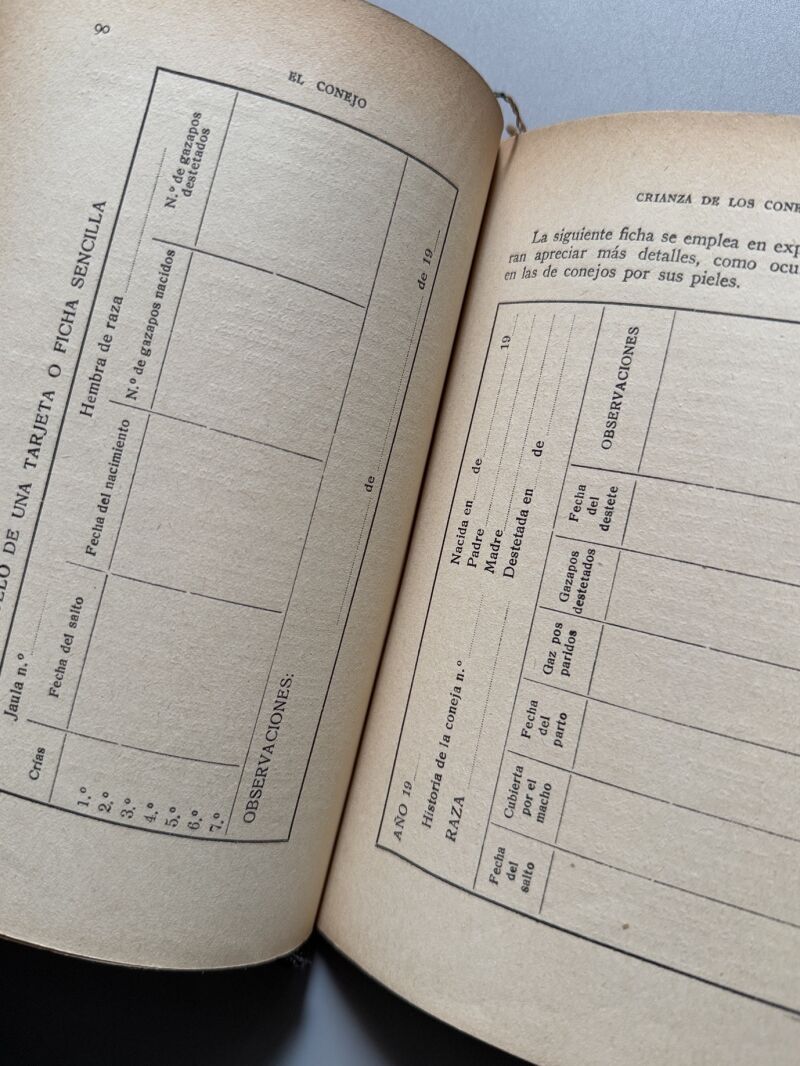 90
EL CONEJO
DE UNA TARJETA O FICHA SENCILLA
Jaula n.º
Hembra de raza
Crías
Fecha del salto
Fecha del nacimiento
N.º de gazapos nacidos
N.º de gazapos
destetados
1.º
2.º
3.º
4.º
5.º
6.º
7.º
OBSERVACIONES:
de
de 19
CRIANZA DE LOS
La siguiente ficha se emplea en
ran apreciar más detalles, como
en las de conejos por sus pieles.
AÑO 19
Historia de la coneja n.º
RAZA
Nacida en de 19
Padre
Madre
Destetada en de
Fecha
del
salto
Cubierta
por el
macho
Fecha
del
parto
Gaz pos
paridos
Gazapos
destetados
Fecha
del
destete
OBSERVACIONES